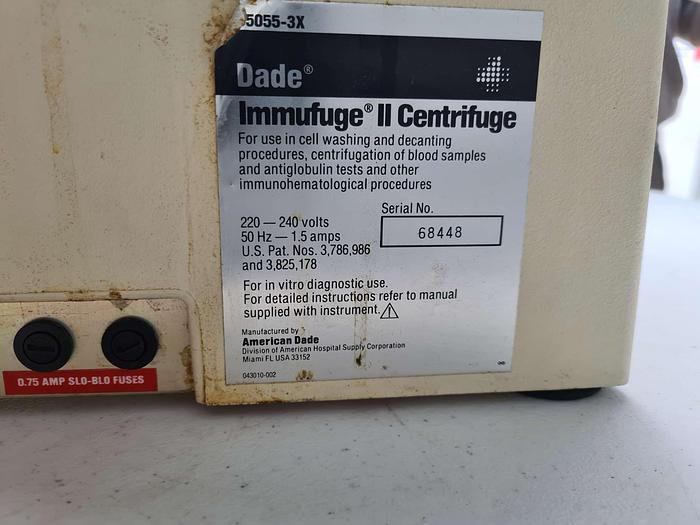 5055-3X
Dade®
Immufuge® II Centrifuge
For use in cell washing and decanting
procedures, centrifugation of blood samples
and antiglobulin tests and other
immunohematological procedures
Serial No.
68448
220 — 240 volts
50 Hz — 1.5 amps
U.S. Pat. Nos. 3,786,986
and 3,825,178
For in vitro diagnostic use.
For detailed instructions refer to manual
supplied with instrument. ⚠
Manufactured by
American Dade
Division of American Hospital Supply Corporation
Miami FL USA 33152
043010-002
0.75 AMP SLO-BLO FUSES